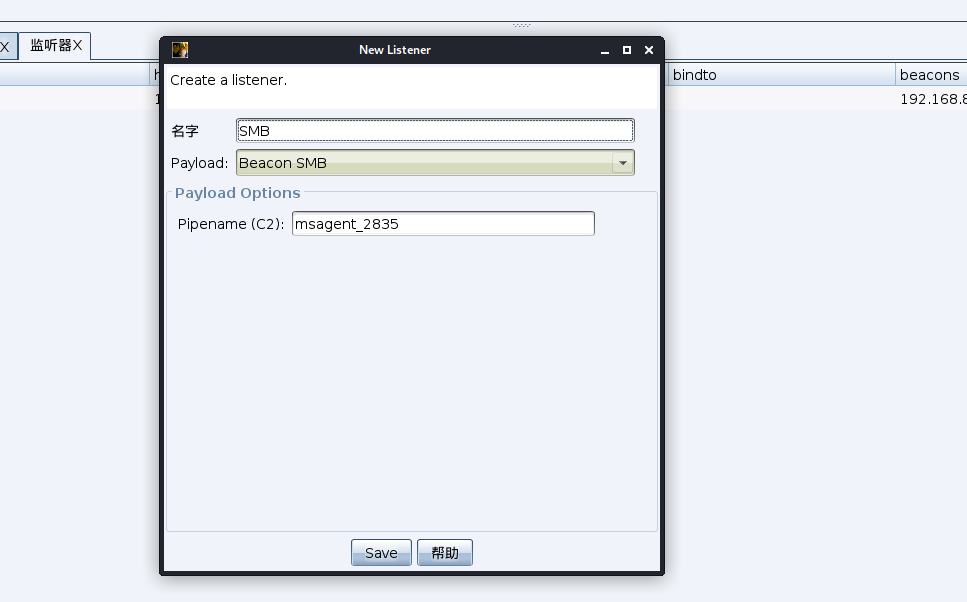 X 监听器X
New Listener
Create a listener.
bindto
beacons
192.168.8
名字 SMB
Payload: Beacon SMB
Payload Options
Pipename (C2): msagent_2835
Save 帮助